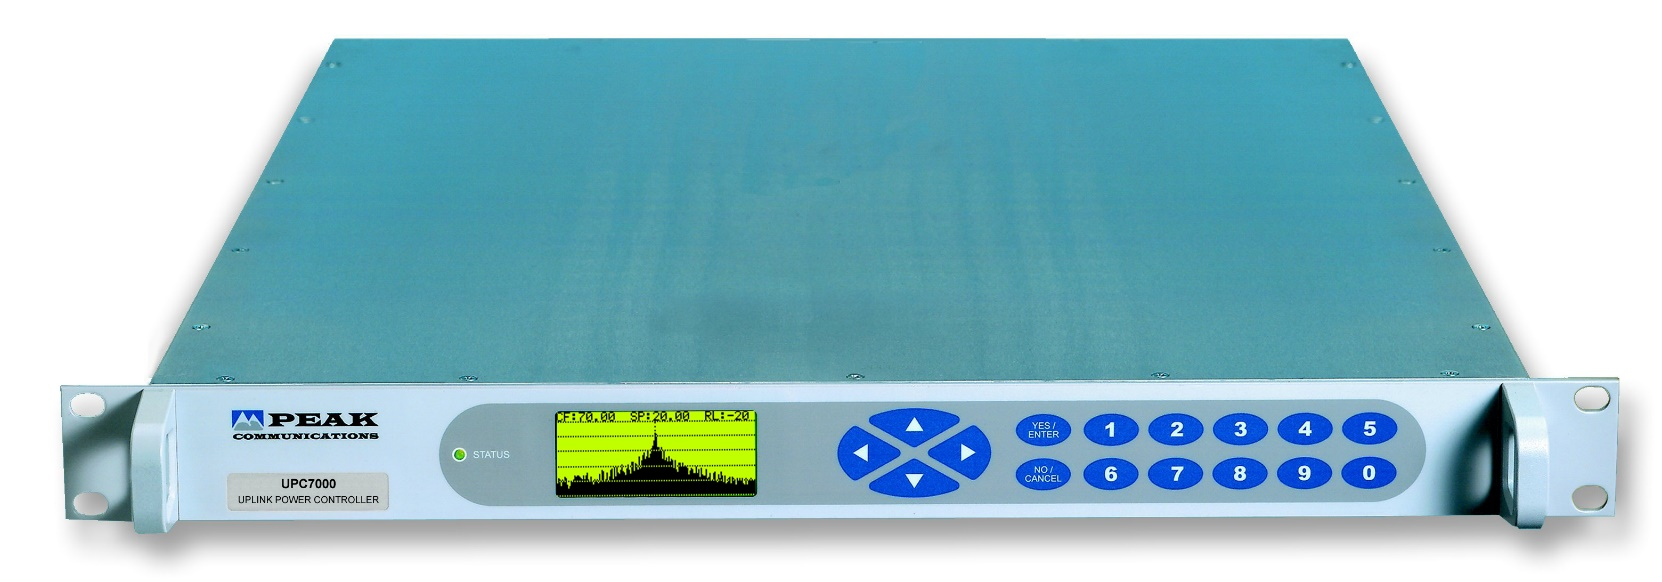 PEAK
COMMUNICATIONS
UPC7000
UPLINK POWER CONTROLLER
STATUS
CF:70.00 SP:20.00 RL:-20
YES /
ENTER
1 2 3 4 5
NO /
CANCEL
6 7 8 9 0